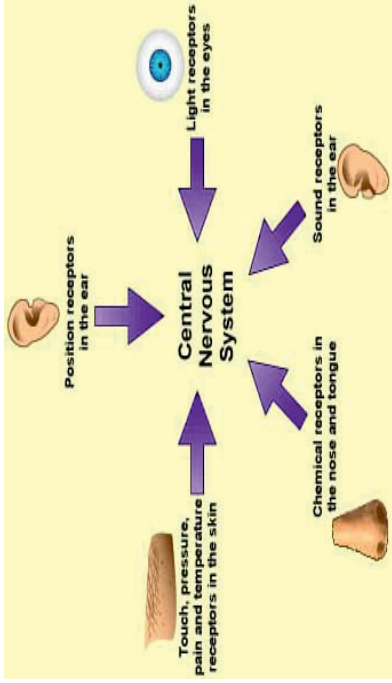 Position receptors
in the ear
Light receptors
in the eyes
Central
Nervous
System
Touch, pressure,
pain and temperature
receptors in the skin
Chemical receptors in
the nose and tongue
Sound receptors
in the ear